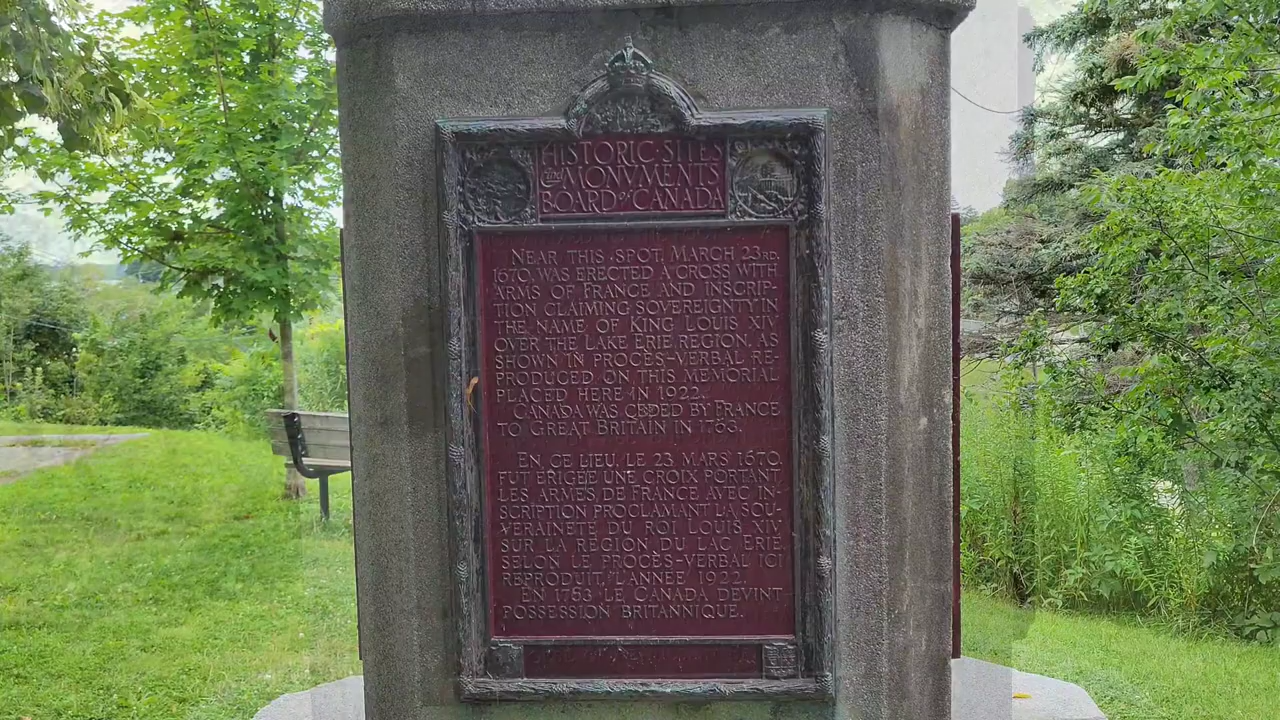 HISTORIC·SITES
and MONVMENTS
BOARD of CANADA
NEAR THIS SPOT, MARCH 23RD.
1670, WAS ERECTED A CROSS WITH
ARMS OF FRANCE AND INSCRIP-
TION CLAIMING SOVEREIGNTY IN
THE NAME OF KING LOUIS XIV
OVER THE LAKE ERIE REGION. AS
SHOWN IN PROCÈS-VERBAL RE-
PRODUCED ON THIS MEMORIAL
PLACED HERE IN 1922.
CANADA WAS CEDED BY FRANCE
TO GREAT BRITAIN IN 1763.
EN CE LIEU, LE 23 MARS 1670,
FUT ERIGÉE UNE CROIX PORTANT
LES ARMES DE FRANCE AVEC IN-
SCRIPTION PROCLAMANT LA SOU-
VERAINETÉ DU ROI LOUIS XIV
SUR LA RÉGION DU LAC ERIÉ,
SELON LE PROCÈS-VERBAL ICI
REPRODUIT, L'ANNÉE 1922.
EN 1763 LE CANADA DEVINT
POSSESSION BRITANNIQUE.